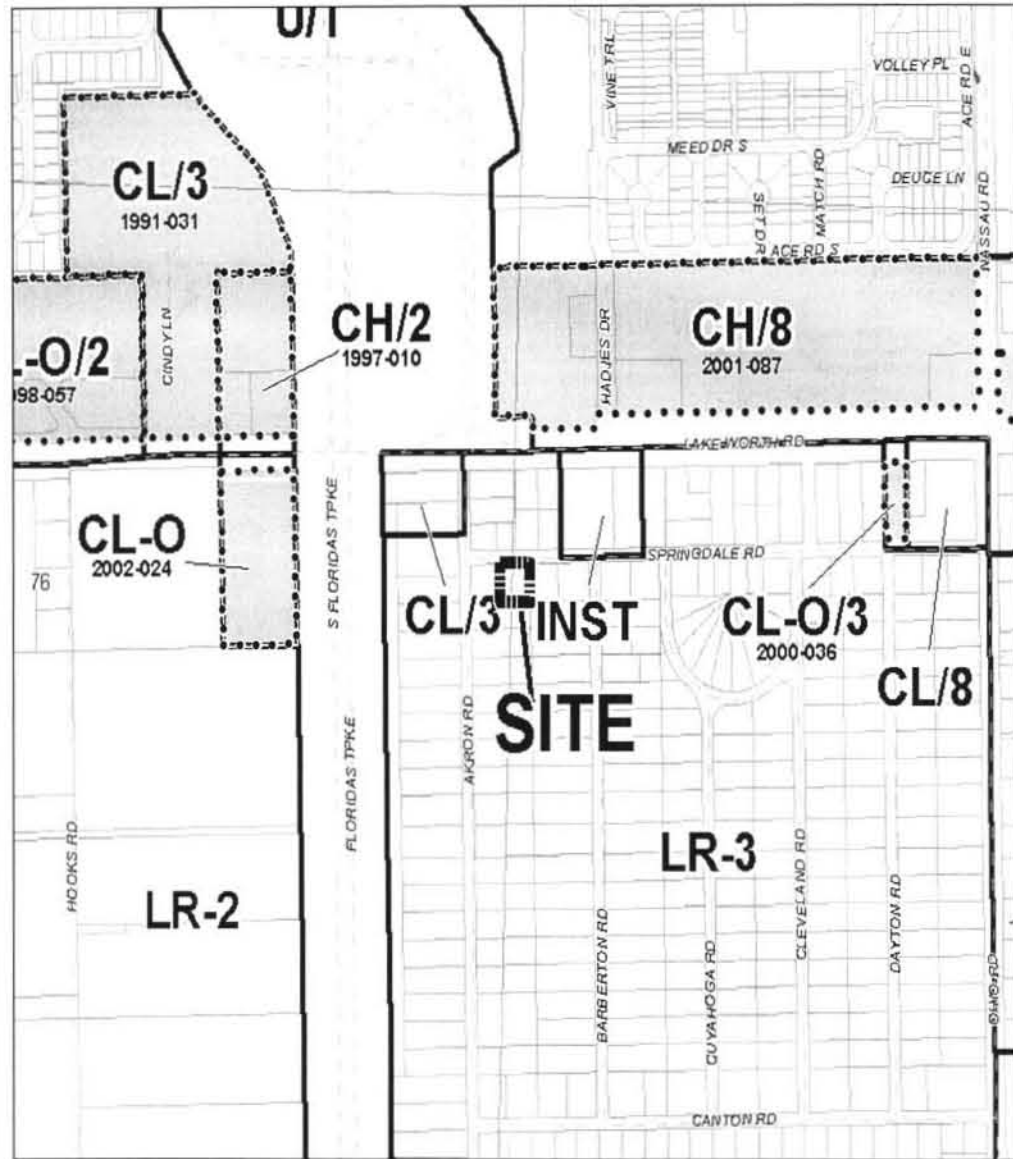 U/T
VOLLEY PL
VINE TRL
ACE RD E
MEED DR S
MATCH RD
DEUCE LN
SET DR
NASSAU RD
ACE RD S
CL/3
1991-031
CH/2
1997-010
CINDY LN
L-O/2
998-057
HADJES DR
CH/8
2001-087
LAKE WORTH RD
CL-O
2002-024
76
S FLORIDAS TPKE
SPRINGDALE RD
CL/3
INST
CL-O/3
2000-036
CL/8
SITE
AKRON RD
FLORIDAS TPKE
HOOKS RD
LR-2
LR-3
BARBERTON RD
CUYAHOGA RD
CLEVELAND RD
DAYTON RD
OHIO RD
CANTON RD